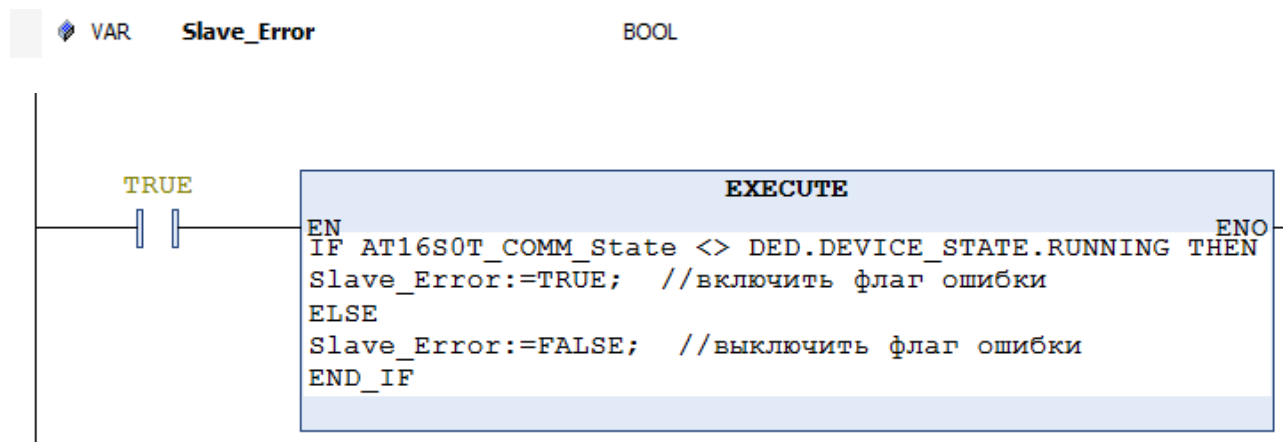 VAR Slave_Error BOOL
TRUE
EXECUTE
EN ENO
IF AT16S0T_COMM_State <> DED.DEVICE_STATE.RUNNING THEN
Slave_Error:=TRUE; //включить флаг ошибки
ELSE
Slave_Error:=FALSE; //выключить флаг ошибки
END_IF